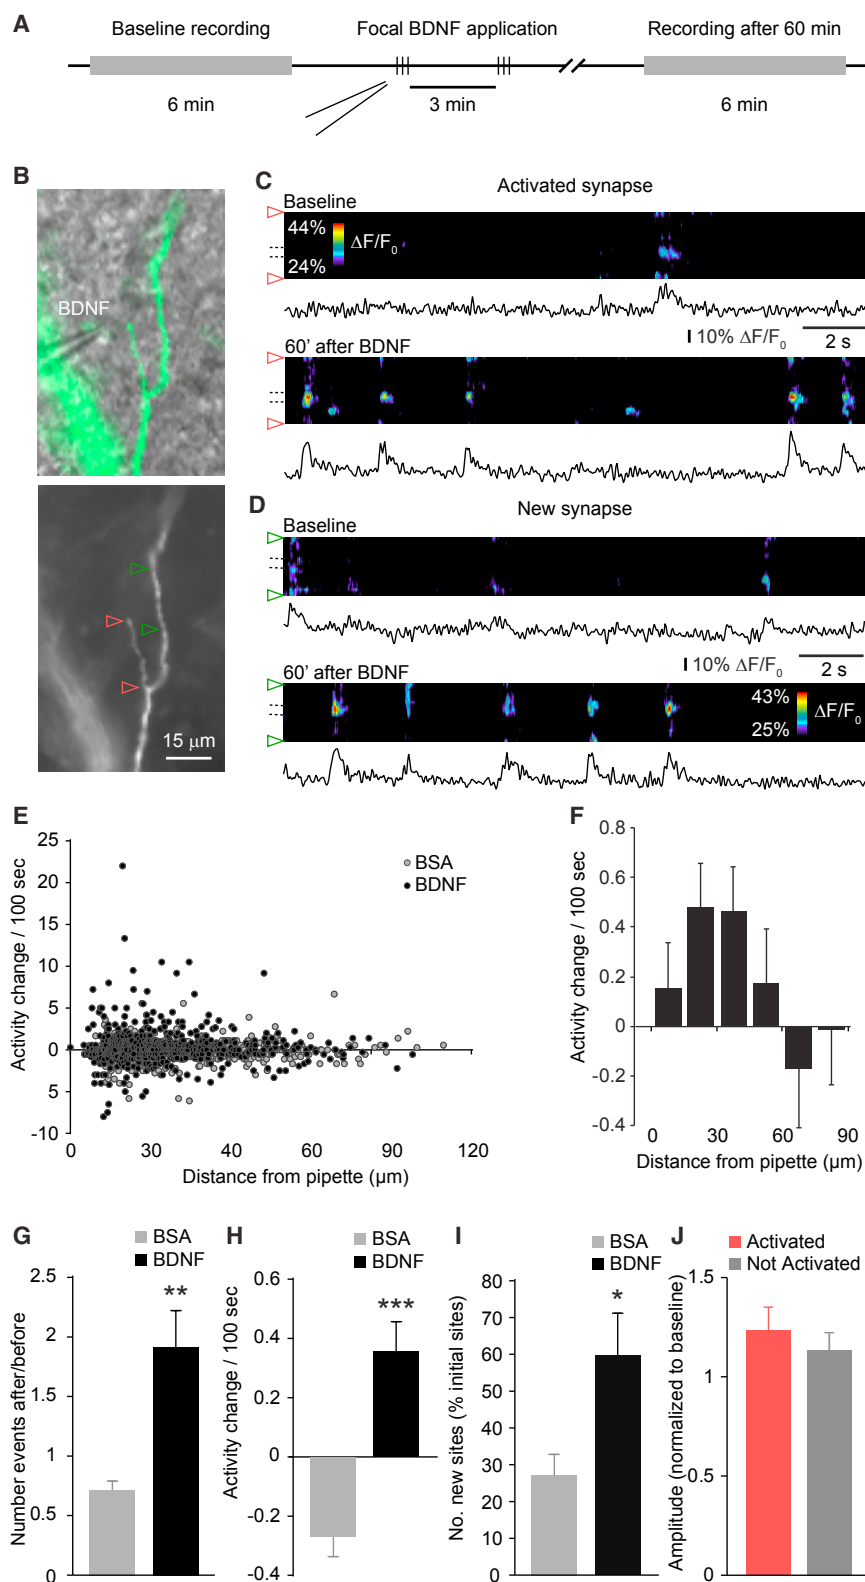 A
Baseline recording
Focal BDNF application
Recording after 60 min
6 min
3 min
6 min
B
BDNF
15 µm
C
Activated synapse
Baseline
44%
24%
ΔF/F0
10% ΔF/F0
2 s
60' after BDNF
D
New synapse
Baseline
10% ΔF/F0
2 s
60' after BDNF
43%
25%
ΔF/F0
E
Activity change / 100 sec
25
20
15
10
5
0
5
-10
0
30
40
60
90
120
Distance from pipette (µm)
BSA
BDNF
F
Activity change / 100 sec
0.8
0.6
0.4
0.2
0
-0.2
-0.4
0
30
60
90
Distance from pipette (µm)
G
BSA
BDNF
Number events after/before
2.5
2
1.5
1
0.5
0
**
H
BSA
BDNF
Activity change / 100 sec
0.6
0.4
0.2
0
-0.2
-0.4
***
I
BSA
BDNF
No. new sites (% initial sites)
80
70
60
50
40
30
20
10
0
*
J
Activated
Not Activated
Amplitude (normalized to baseline)
1.5
1
0.5
0